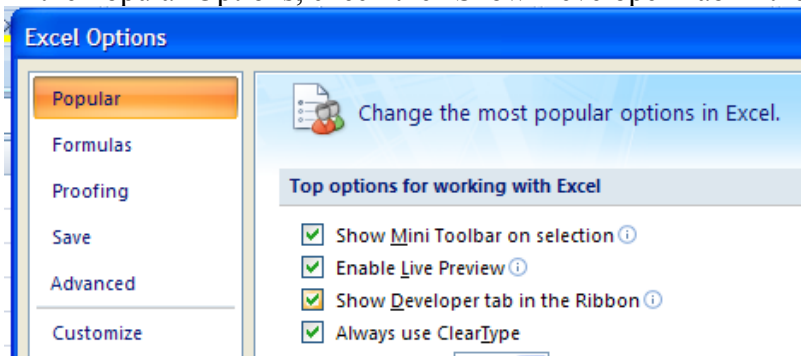 Excel Options
Popular
Formulas
Proofing
Save
Advanced
Customize
Change the most popular options in Excel.
Top options for working with Excel
Show Mini Toolbar on selection
Enable Live Preview
Show Developer tab in the Ribbon
Always use ClearType